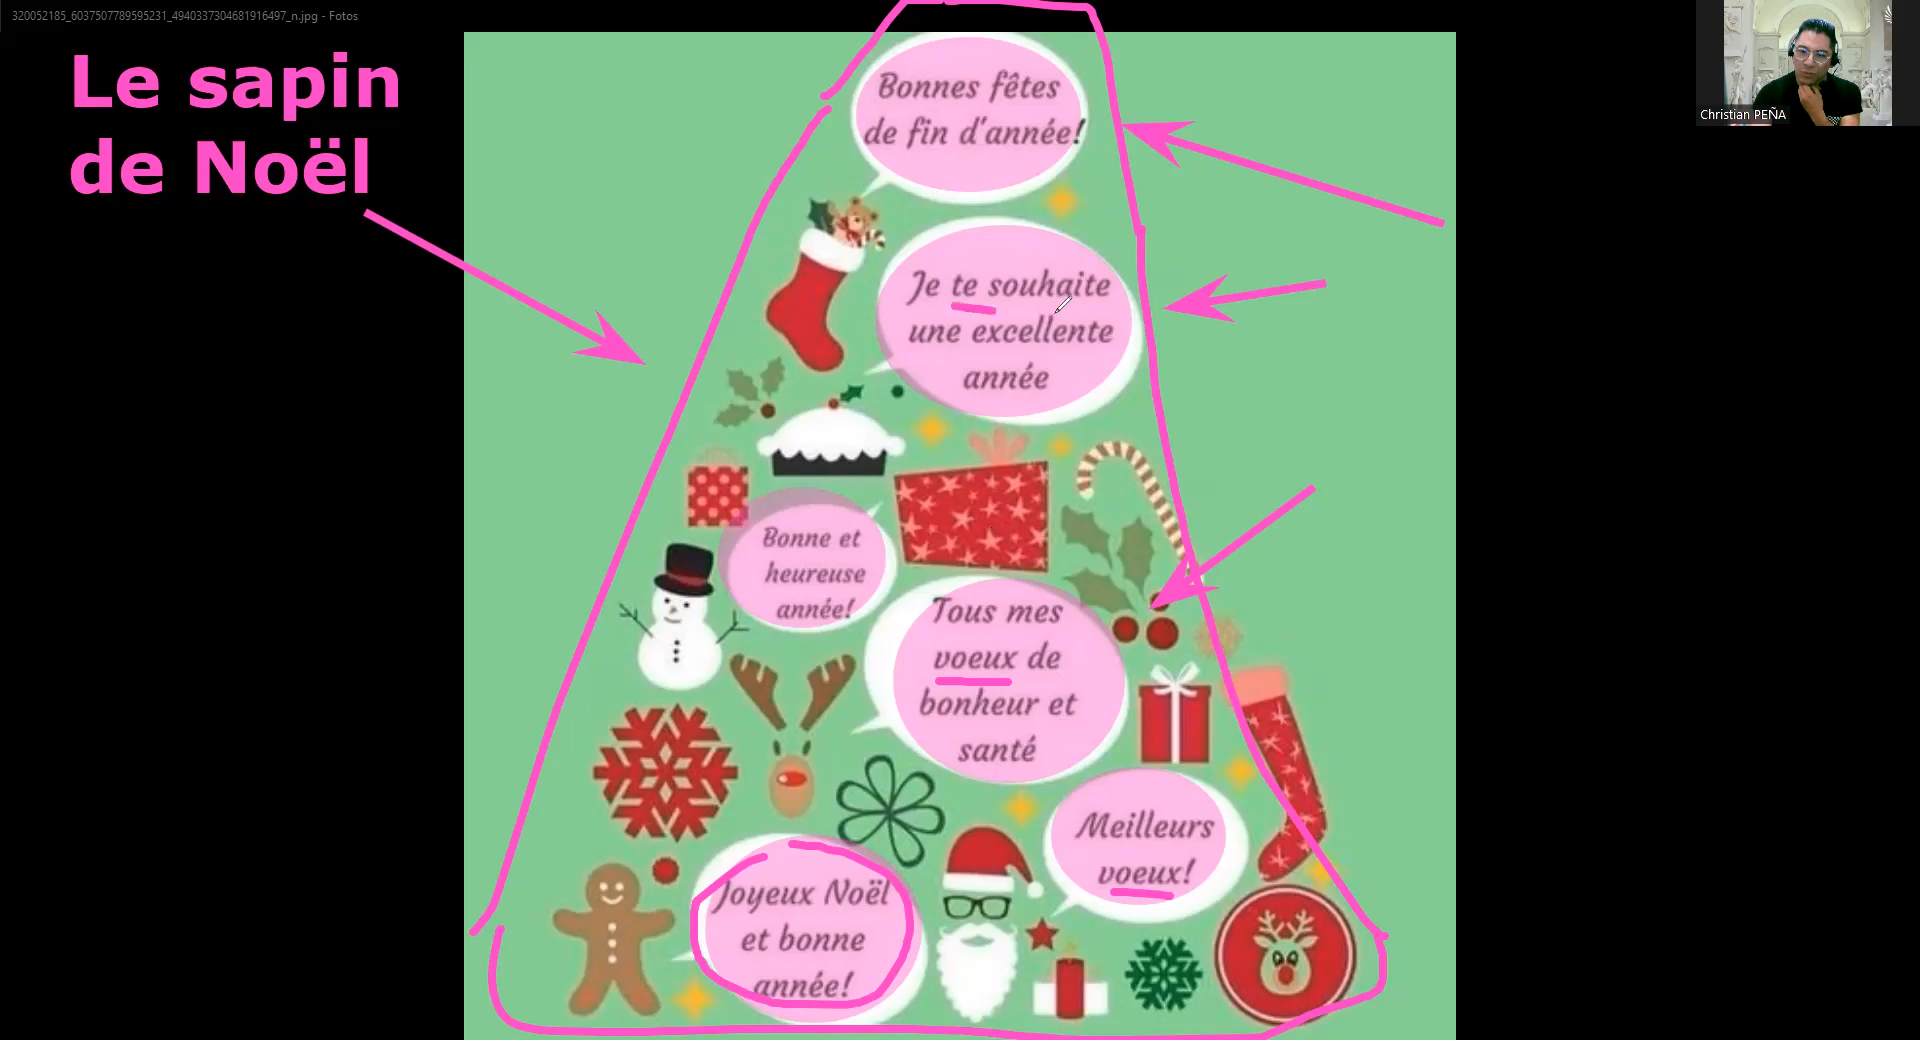 320052185_6037507789595231_4940337304681916497_n.jpg - Fotos
Le sapin
de Noël
Christian PEÑA
Bonnes fêtes
de fin d'année!
Je te souhaite
une excellente
année
Bonne et
heureuse
année!
Tous mes
voeux de
bonheur et
santé
Meilleurs
voeux!
Joyeux Noël
et bonne
année!